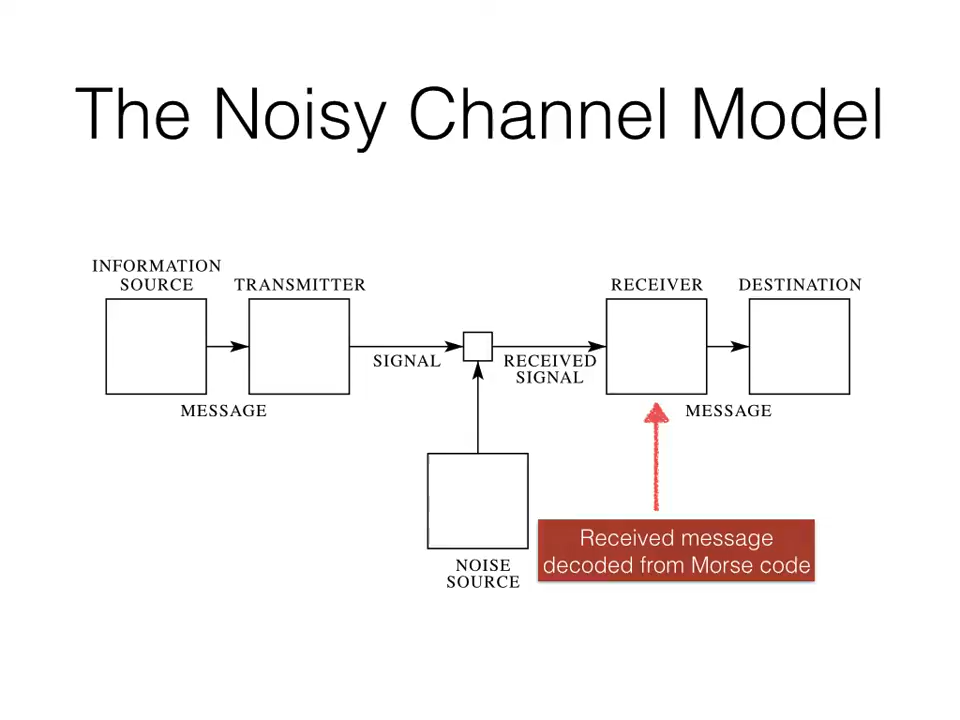 The Noisy Channel Model
INFORMATION
SOURCE
TRANSMITTER
RECEIVER
DESTINATION
SIGNAL
RECEIVED
SIGNAL
MESSAGE
MESSAGE
NOISE
SOURCE
Received message
decoded from Morse code